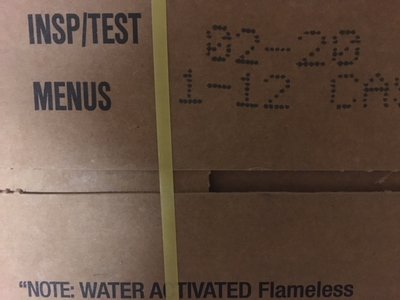 INSP/TEST 02-20
MENUS 1-12
"NOTE: WATER ACTIVATED Flameless